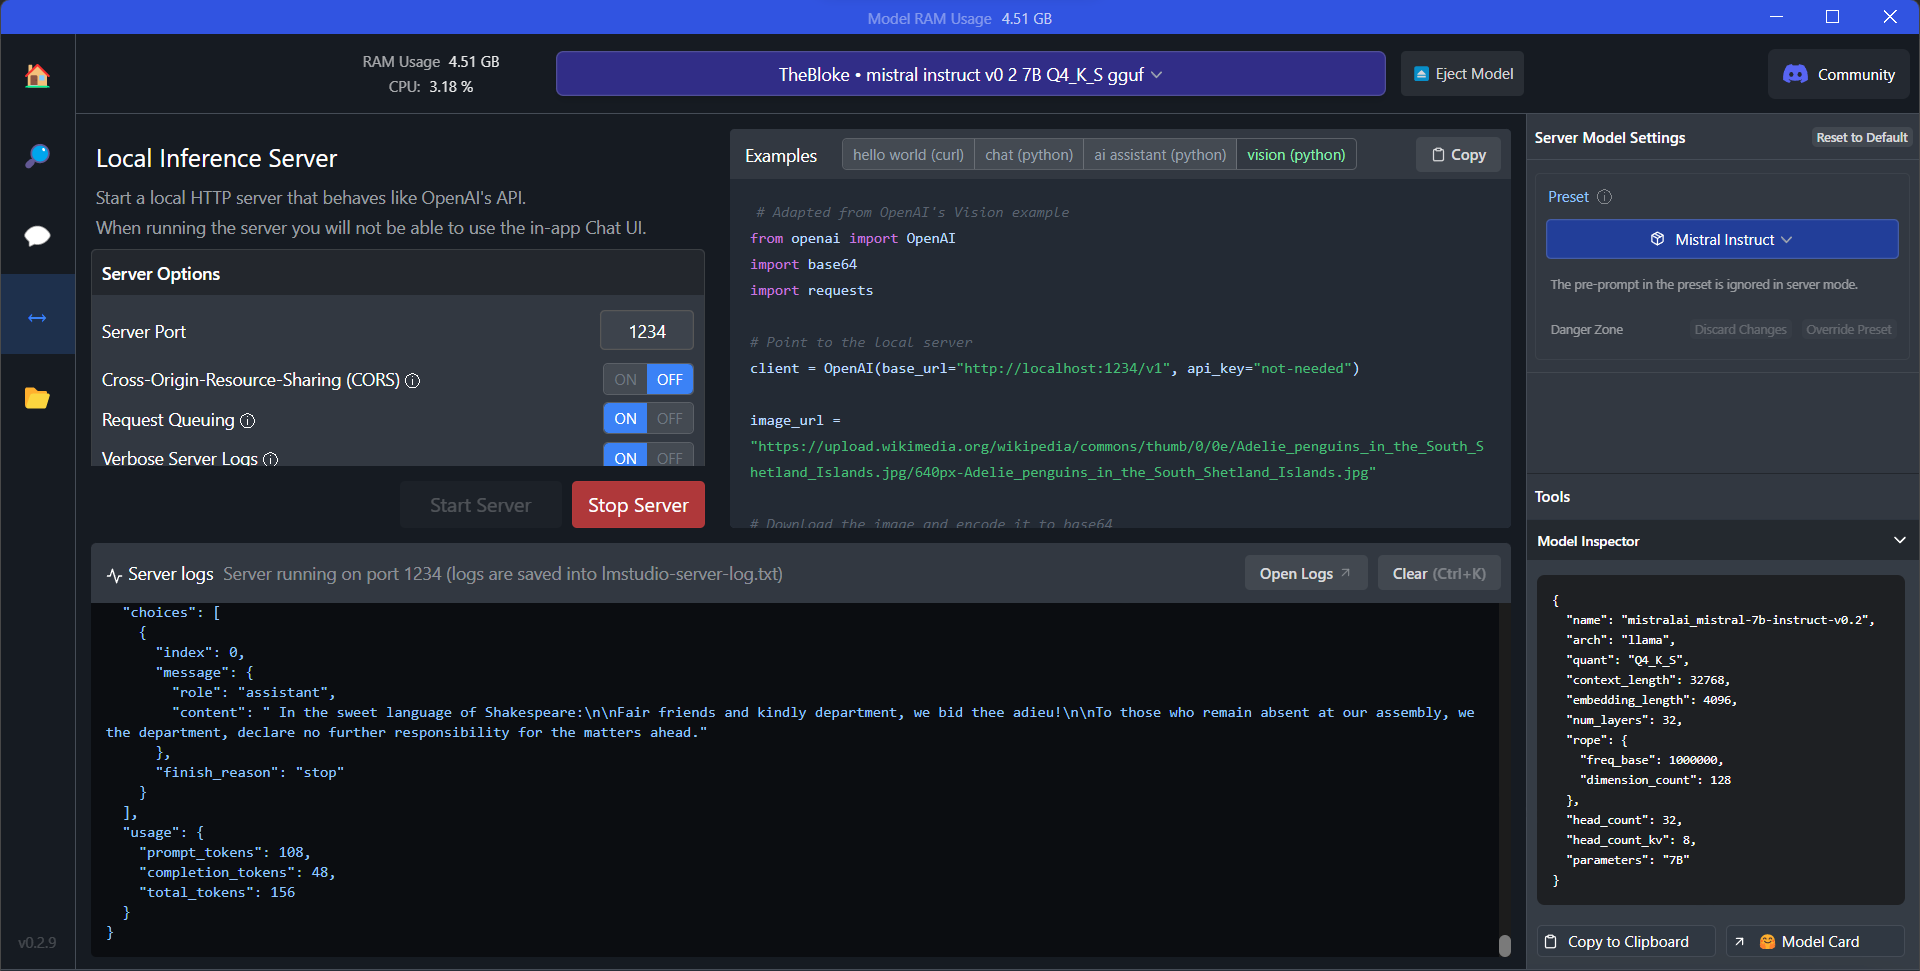 Model RAM Usage 4.51 GB
RAM Usage 4.51 GB
CPU: 3.18 %
TheBloke • mistral instruct v0 2 7B Q4_K_S gguf
Eject Model
Community
Local Inference Server
Start a local HTTP server that behaves like OpenAI's API.
When running the server you will not be able to use the in-app Chat UI.
Server Options
Server Port 1234
Cross-Origin-Resource-Sharing (CORS) ON OFF
Request Queuing ON OFF
Verbose Server Logs ON OFF
Start Server Stop Server
Examples hello world (curl) chat (python) ai assistant (python) vision (python) Copy
# Adapted from OpenAI's Vision example
from openai import OpenAI
import base64
import requests
# Point to the local server
client = OpenAI(base_url="http://localhost:1234/v1", api_key="not-needed")
image_url =
"https://upload.wikimedia.org/wikipedia/commons/thumb/0/0e/Adelie_penguins_in_the_South_S
hetland_Islands.jpg/640px-Adelie_penguins_in_the_South_Shetland_Islands.jpg"
# Download the image and encode it to base64
Server logs Server running on port 1234 (logs are saved into lmstudio-server-log.txt) Open Logs Clear (Ctrl+K)
"choices": [
{
"index": 0,
"message": {
"role": "assistant",
"content": " In the sweet language of Shakespeare:\n\nFair friends and kindly department, we bid thee adieu!\n\nTo those who remain absent at our assembly, we
the department, declare no further responsibility for the matters ahead."
},
"finish_reason": "stop"
}
],
"usage": {
"prompt_tokens": 108,
"completion_tokens": 48,
"total_tokens": 156
}
}
v0.2.9
Server Model Settings Reset to Default
Preset
Mistral Instruct
The pre-prompt in the preset is ignored in server mode.
Danger Zone Discard Changes Override Preset
Tools
Model Inspector
{
"name": "mistralai_mistral-7b-instruct-v0.2",
"arch": "llama",
"quant": "Q4_K_S",
"context_length": 32768,
"embedding_length": 4096,
"num_layers": 32,
"rope": {
"freq_base": 1000000,
"dimension_count": 128
},
"head_count": 32,
"head_count_kv": 8,
"parameters": "7B"
}
Copy to Clipboard Model Card